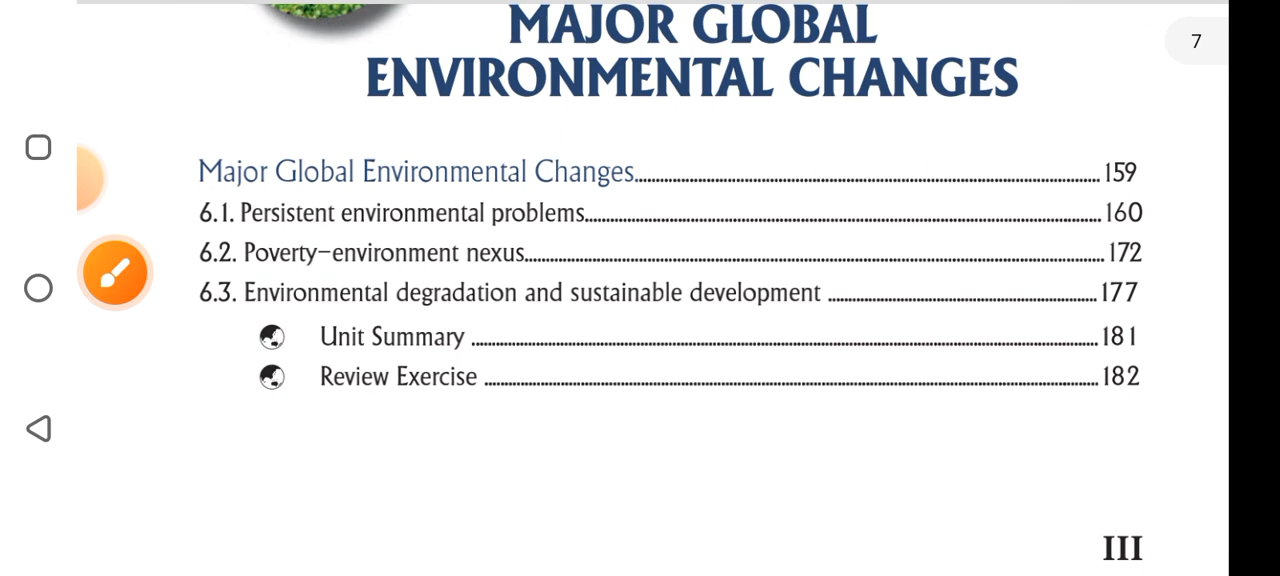 MAJOR GLOBAL
7
ENVIRONMENTAL CHANGES
Major Global Environmental Changes..........159
6.1. Persistent environmental problems..........160
6.2. Poverty–environment nexus..........172
6.3. Environmental degradation and sustainable development ..........177
Unit Summary ..........181
Review Exercise ..........182
III